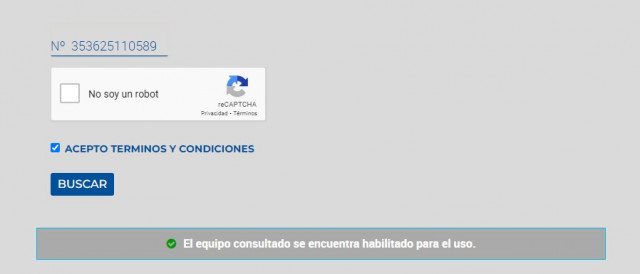 Nº 353625110589
No soy un robot
reCAPTCHA
Privacidad - Términos
ACEPTO TERMINOS Y CONDICIONES
BUSCAR
El equipo consultado se encuentra habilitado para el uso.